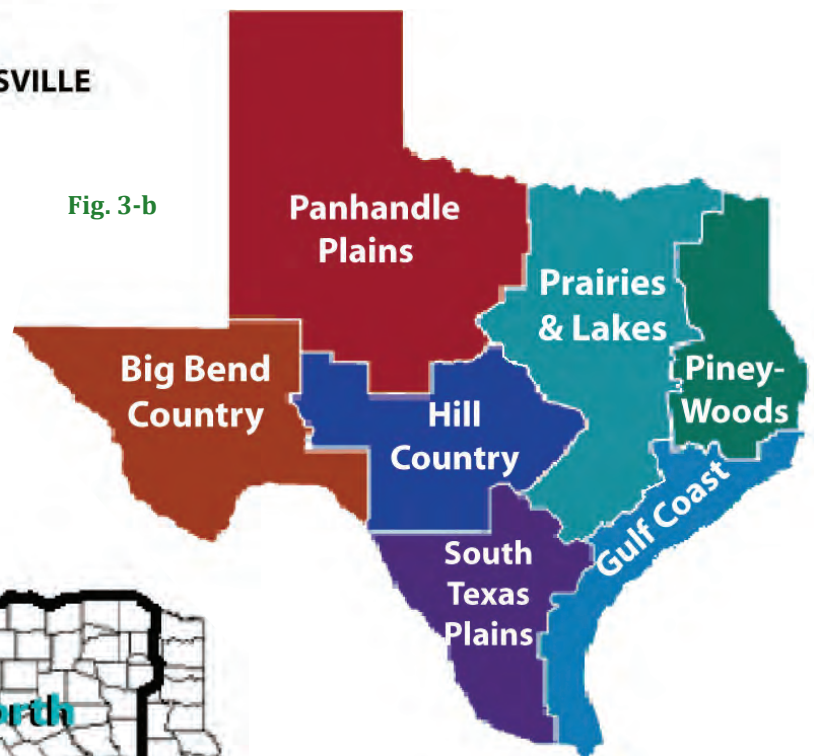 SVILLE
Fig. 3-b
Panhandle
Plains
Prairies
& Lakes
Big Bend
Country
Piney-
Woods
Hill
Country
Gulf Coast
South
Texas
Plains
orth